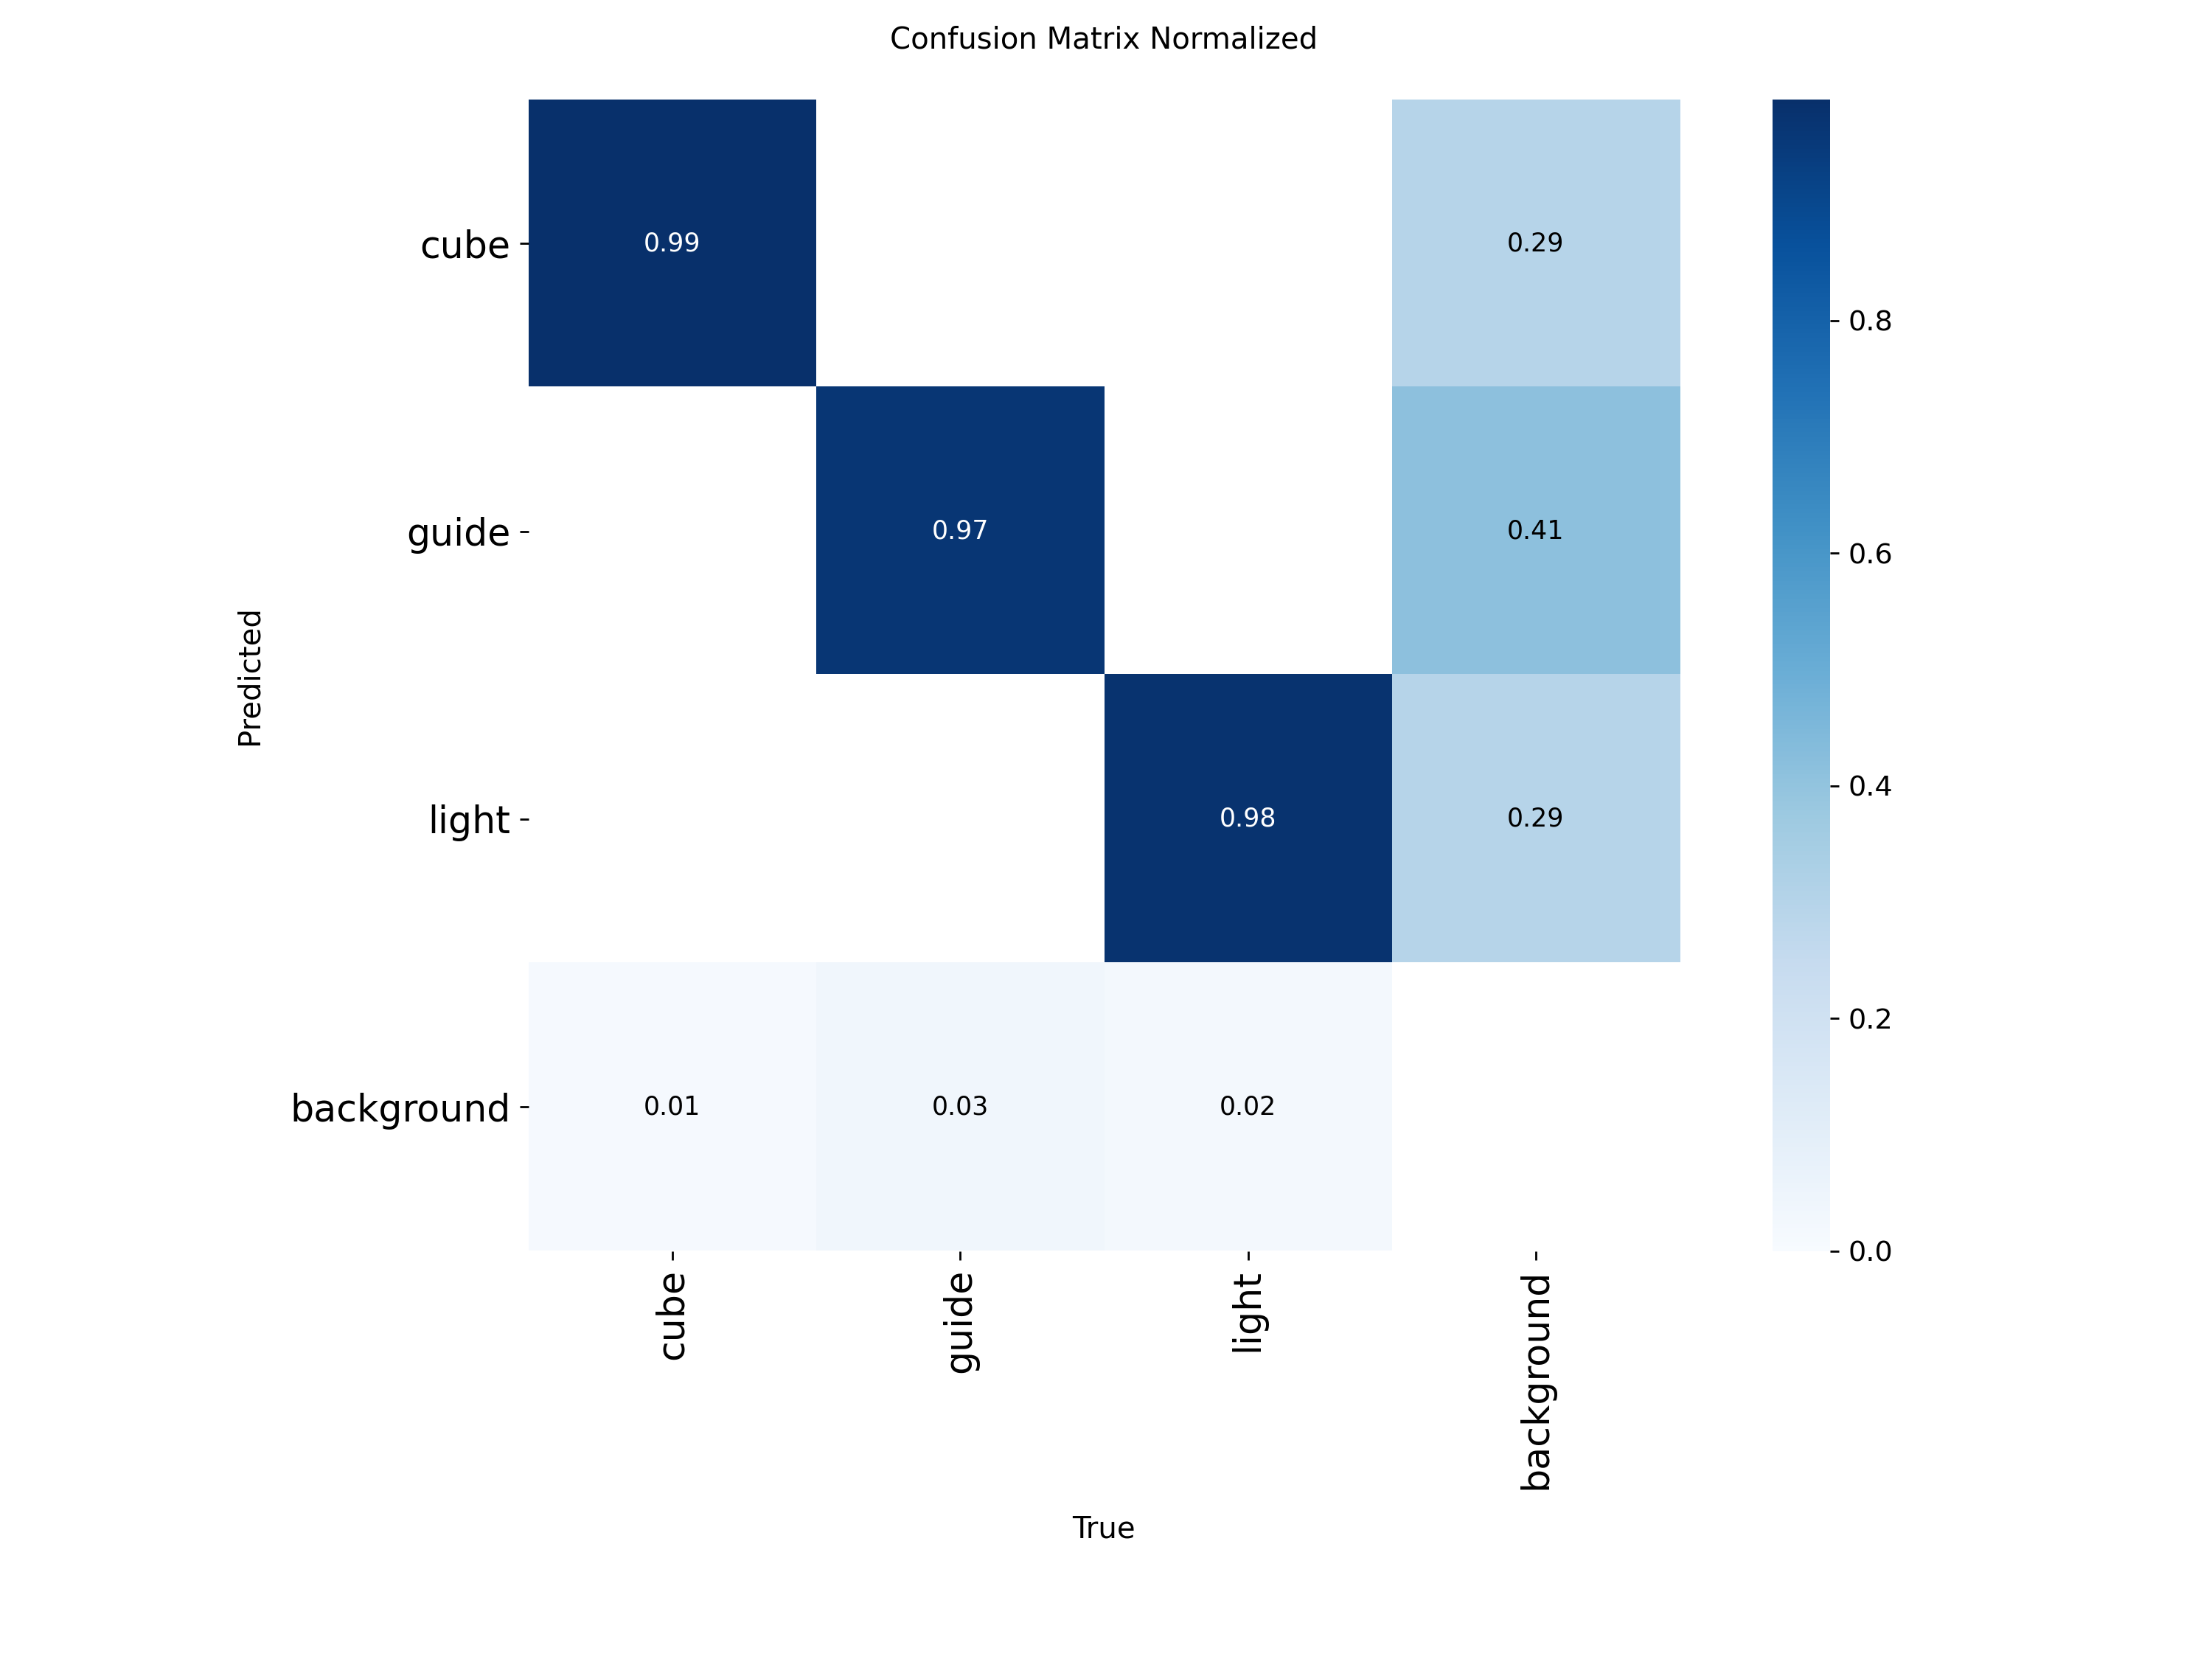 Confusion Matrix Normalized
cube
0.99
0.29
0.8
guide
0.97
0.41
0.6
Predicted
light
0.98
0.29
0.4
background
0.01
0.03
0.02
0.2
0.0
cube
guide
light
background
True